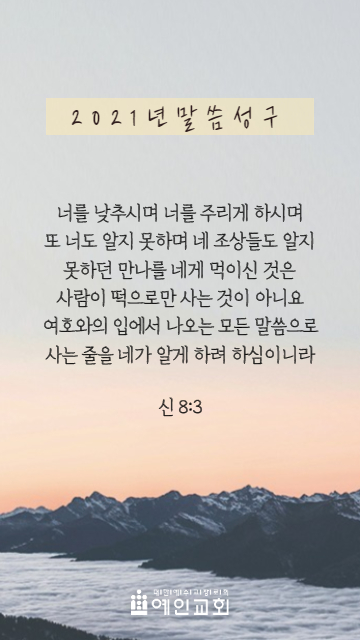 2021년말씀성구
너를 낮추시며 너를 주리게 하시며
또 너도 알지 못하며 네 조상들도 알지
못하던 만나를 네게 먹이신 것은
사람이 떡으로만 사는 것이 아니요
여호와의 입에서 나오는 모든 말씀으로
사는 줄을 네가 알게 하려 하심이니라
신 8:3
예인교회